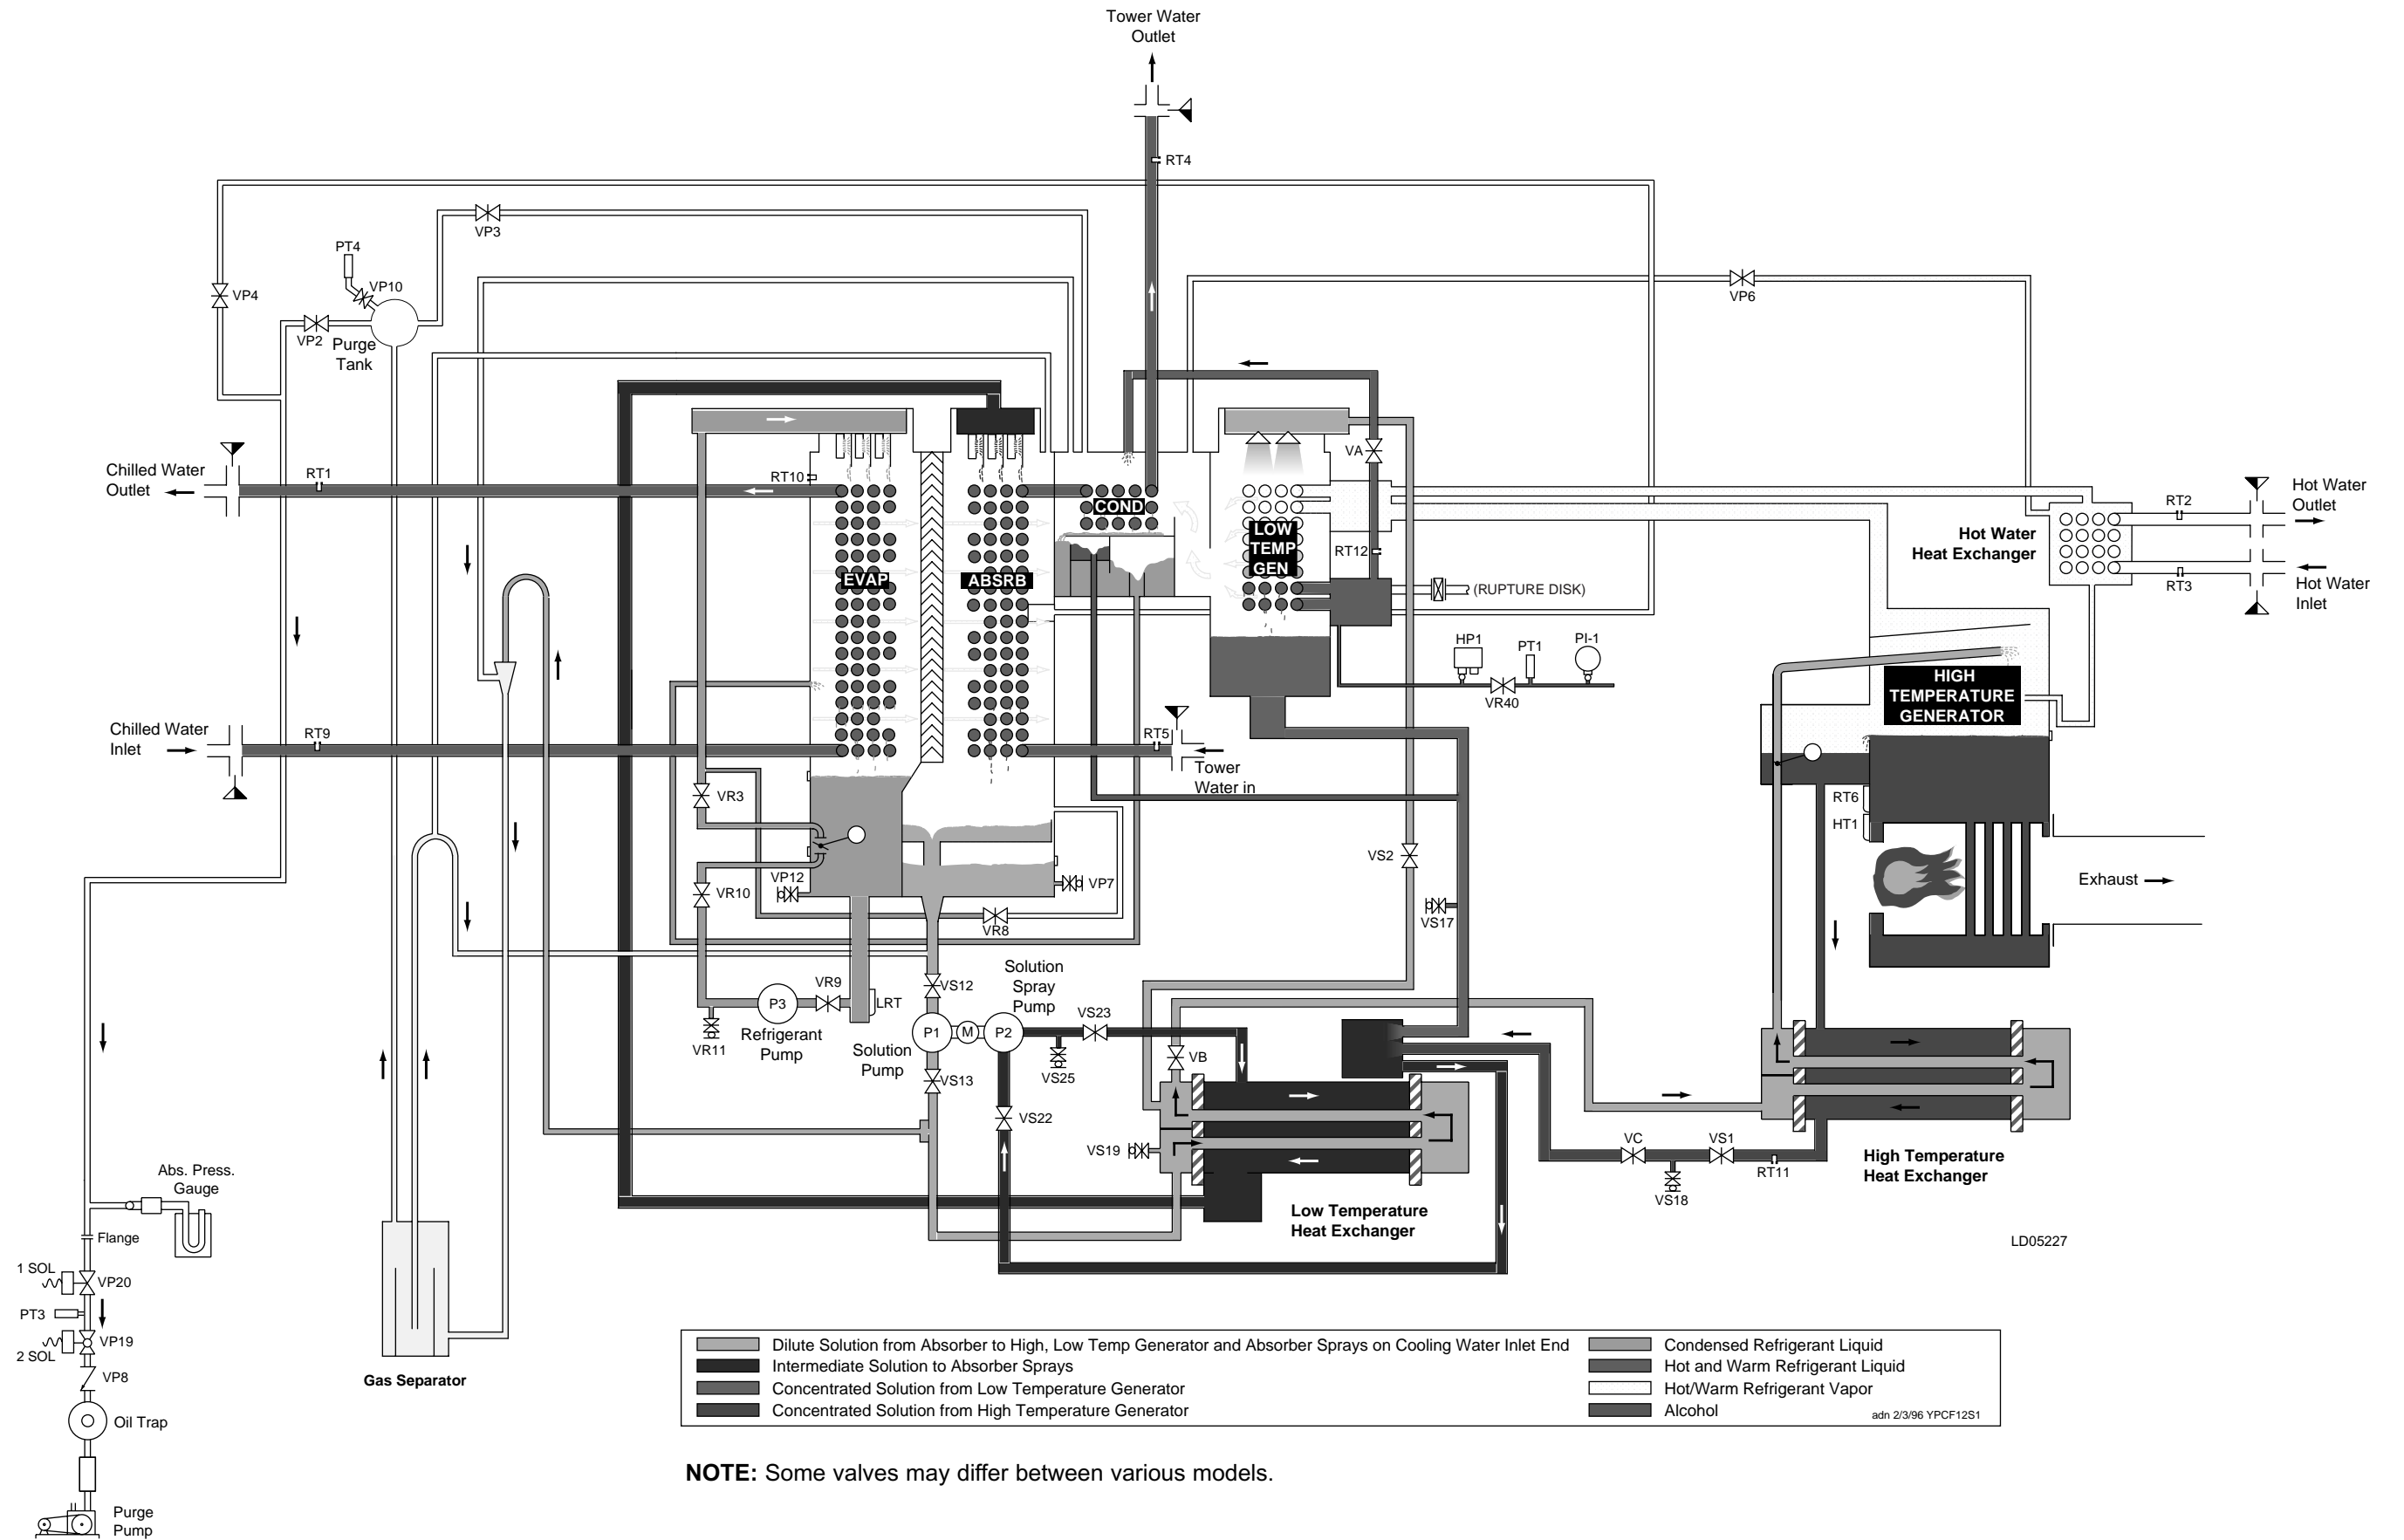 Tower Water
Outlet
RT4
VP3
PT4
VP10
VP4
VP6
VP2
Purge
Tank
VA
Chilled Water
Outlet
RT1
RT10
COND
RT2
Hot Water
Outlet
Hot Water
Heat Exchanger
LOW
TEMP
GEN
RT12
EVAP
ABSRB
(RUPTURE DISK)
RT3
Hot Water
Inlet
HP1
PT1
PI-1
VR40
HIGH
TEMPERATURE
GENERATOR
Chilled Water
Inlet
RT9
RT5
Tower
Water in
VR3
RT6
HT1
VS2
VP12
VP7
VR10
VR8
VS17
Exhaust
Solution
Spray
Pump
VR9
LRT
VS12
P3
Refrigerant
Pump
VR11
P1
M
P2
VS23
Solution
Pump
VS25
VB
VS13
VS22
VS19
VC
VS1
RT11
VS18
High Temperature
Heat Exchanger
Low Temperature
Heat Exchanger
LD05227
Abs. Press.
Gauge
Flange
1 SOL
VP20
PT3
VP19
2 SOL
VP8
Oil Trap
Purge
Pump
Gas Separator
Dilute Solution from Absorber to High, Low Temp Generator and Absorber Sprays on Cooling Water Inlet End
Intermediate Solution to Absorber Sprays
Concentrated Solution from Low Temperature Generator
Concentrated Solution from High Temperature Generator
Condensed Refrigerant Liquid
Hot and Warm Refrigerant Liquid
Hot/Warm Refrigerant Vapor
Alcohol
adn 2/3/96 YPCF12S1
NOTE: Some valves may differ between various models.